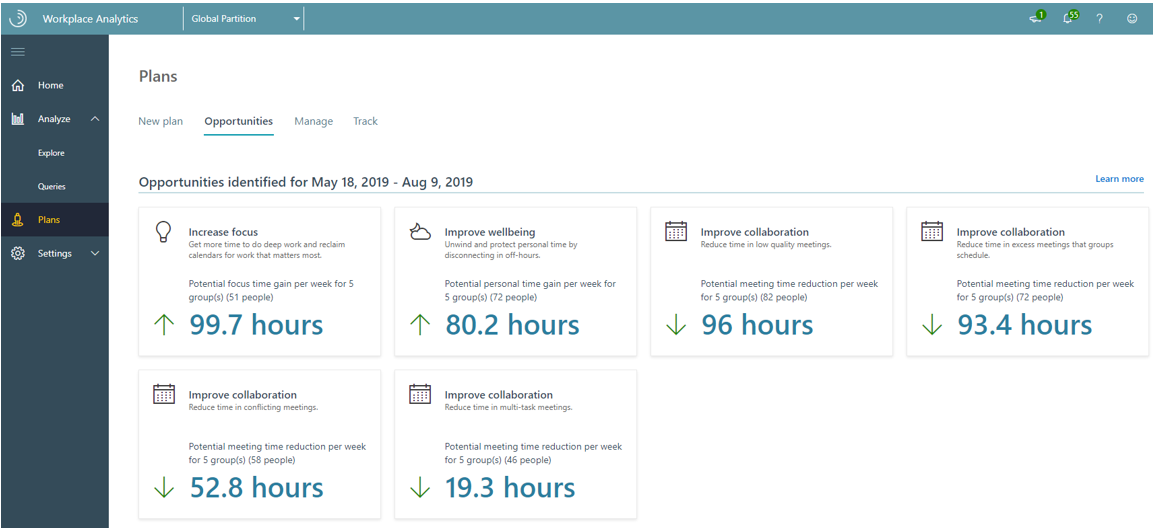 Workplace Analytics
Global Partition
1
55
?
Home
Analyze
Explore
Queries
Plans
Settings
Plans
New plan
Opportunities
Manage
Track
Opportunities identified for May 18, 2019 - Aug 9, 2019
Learn more
Increase focus
Get more time to do deep work and reclaim
calendars for work that matters most.
Potential focus time gain per week for 5
group(s) (51 people)
99.7 hours
Improve wellbeing
Unwind and protect personal time by
disconnecting in off-hours.
Potential personal time gain per week for
5 group(s) (72 people)
80.2 hours
Improve collaboration
Reduce time in low quality meetings.
Potential meeting time reduction per week
for 5 group(s) (82 people)
96 hours
Improve collaboration
Reduce time in excess meetings that groups
schedule.
Potential meeting time reduction per week
for 5 group(s) (72 people)
93.4 hours
Improve collaboration
Reduce time in conflicting meetings.
Potential meeting time reduction per week
for 5 group(s) (58 people)
52.8 hours
Improve collaboration
Reduce time in multi-task meetings.
Potential meeting time reduction per week
for 5 group(s) (46 people)
19.3 hours